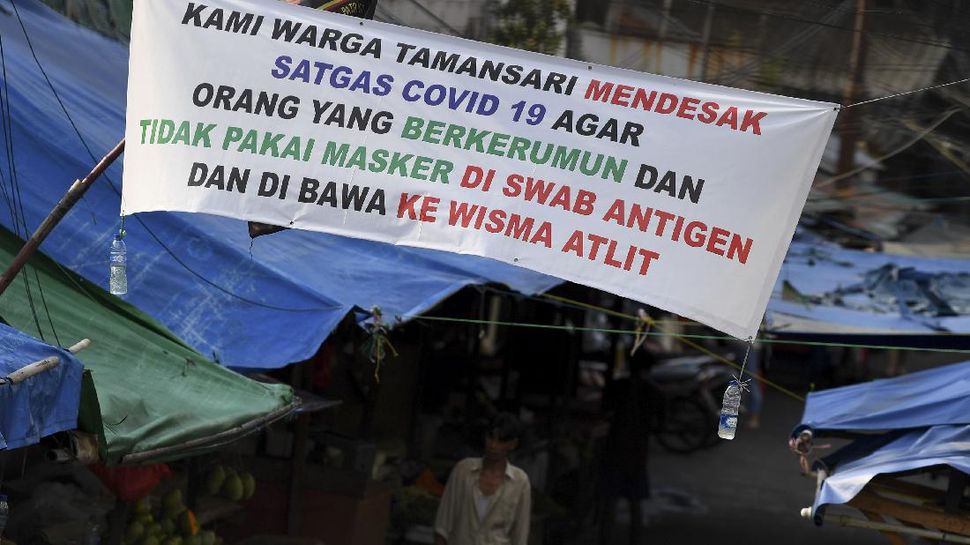 KAMI WARGA TAMANSARI MENDESAK
SATGAS COVID 19 AGAR
ORANG YANG BERKERUMUN DAN
TIDAK PAKAI MASKER DI SWAB ANTIGEN
DAN DI BAWA KE WISMA ATLIT